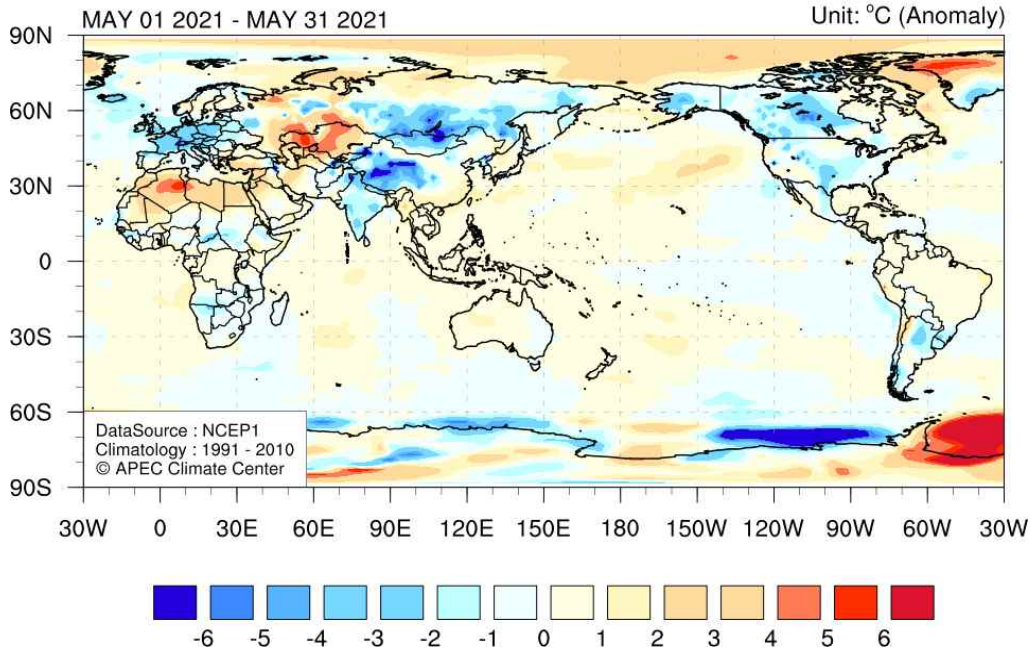 MAY 01 2021 - MAY 31 2021
Unit: °C (Anomaly)
90N
60N
30N
0
30S
60S
90S
DataSource : NCEP1
Climatology : 1991 - 2010
© APEC Climate Center
30W 0 30E 60E 90E 120E 150E 180 150W 120W 90W 60W 30W
-6 -5 -4 -3 -2 -1 0 1 2 3 4 5 6